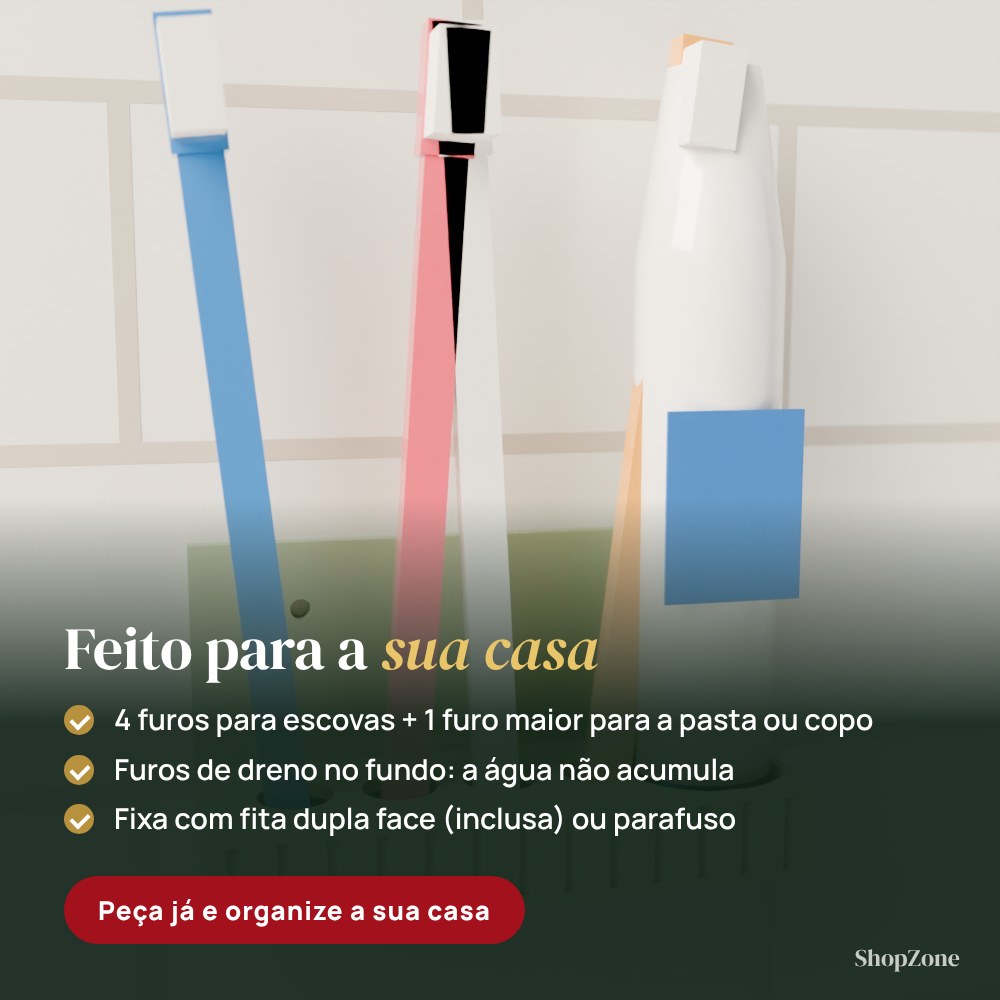 Feito para a sua casa
4 furos para escovas + 1 furo maior para a pasta ou copo
Furos de dreno no fundo: a água não acumula
Fixa com fita dupla face (inclusa) ou parafuso
Peça já e organize a sua casa
ShopZone